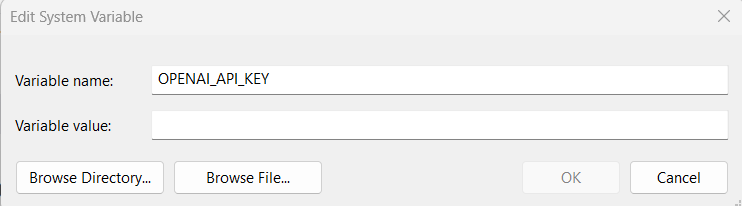 Edit System Variable
Variable name: OPENAI_API_KEY
Variable value:
Browse Directory... Browse File... OK Cancel